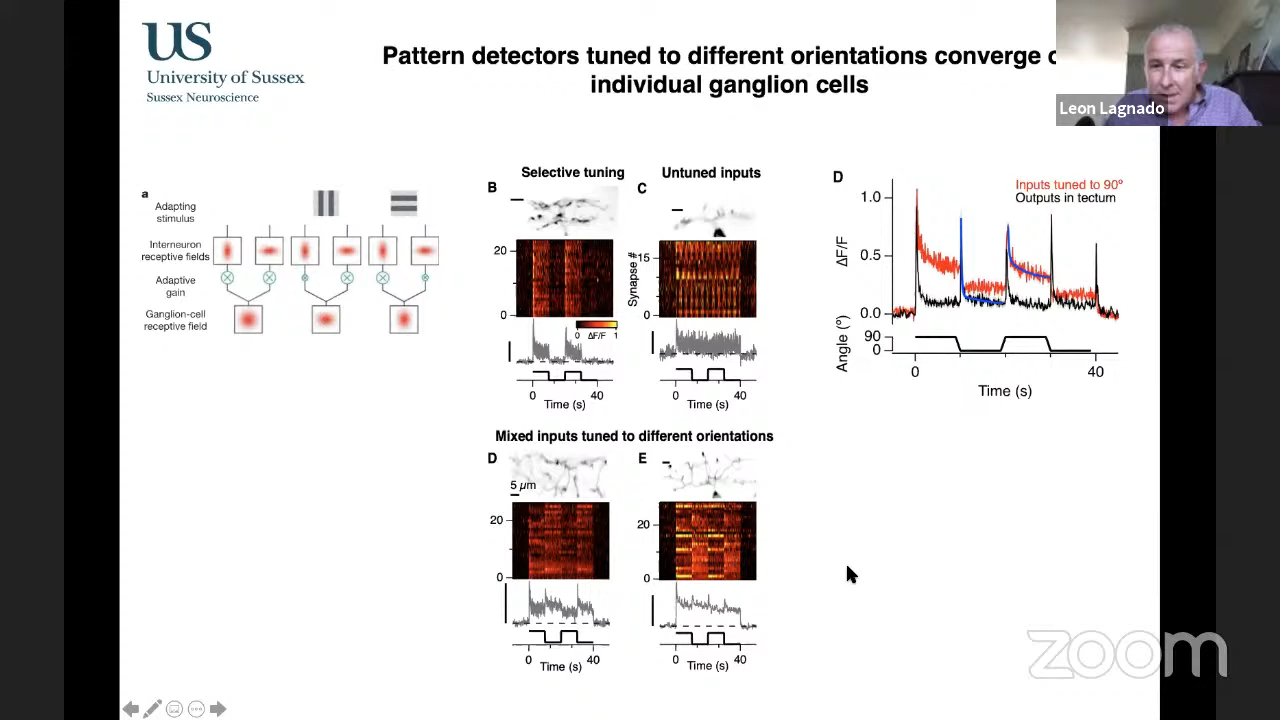 US
University of Sussex
Sussex Neuroscience
Pattern detectors tuned to different orientations converge
individual ganglion cells
Leon Lagnado
a
Adapting
stimulus
Interneuron
receptive fields
Adaptive
gain
Ganglion-cell
receptive field
Selective tuning
Untuned inputs
B
C
20
0
Synapse #
15
0
0 ΔF/F 1
0 40
Time (s)
0 40
Time (s)
Mixed inputs tuned to different orientations
D
E
5 µm
20
0
20
0
0 40
Time (s)
0 40
Time (s)
D
Inputs tuned to 90º
Outputs in tectum
1.0
0.5
0.0
ΔF/F
Angle (º)
90
0
0 40
Time (s)
zoom